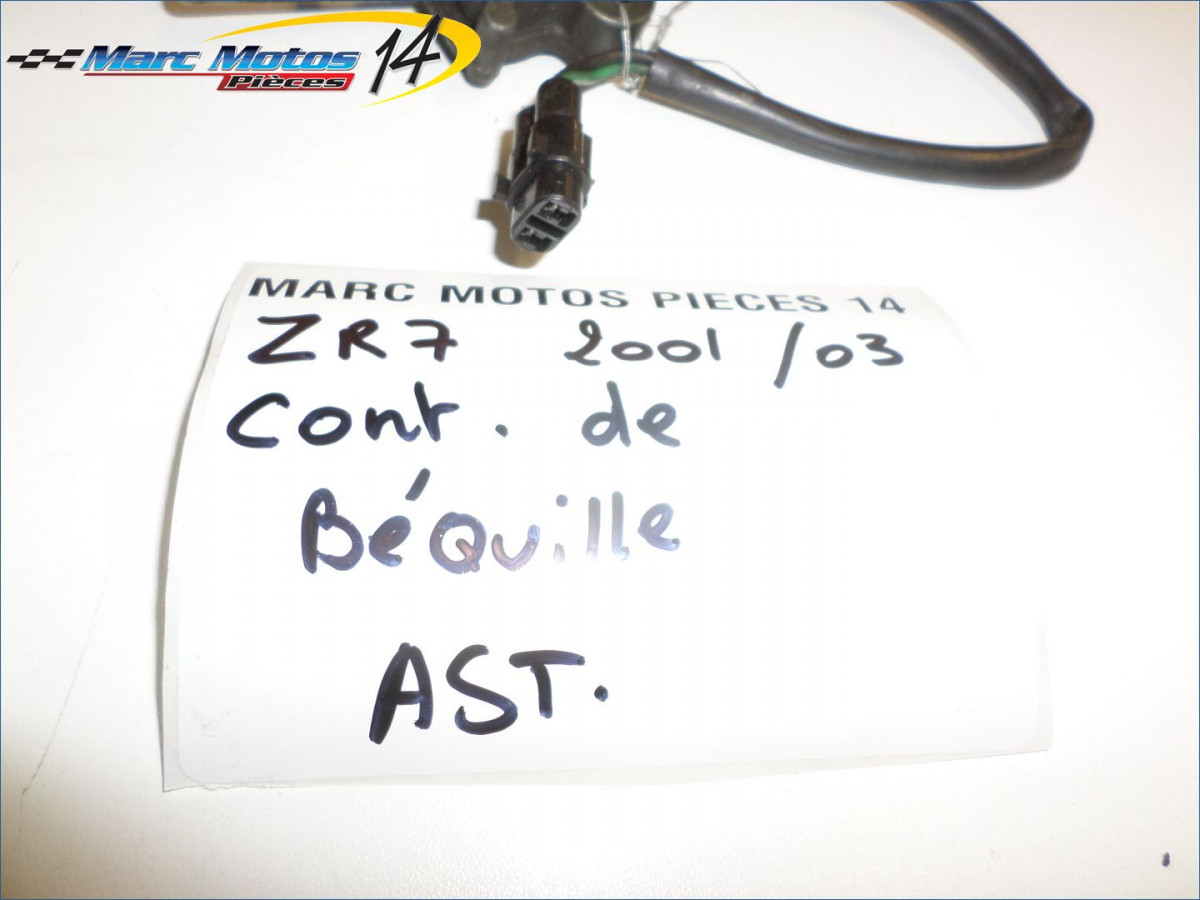 Marc Motos 14
Pièces
MARC MOTOS PIECES 14
ZR7 2001/03
Cont. de
Béquille
AST.